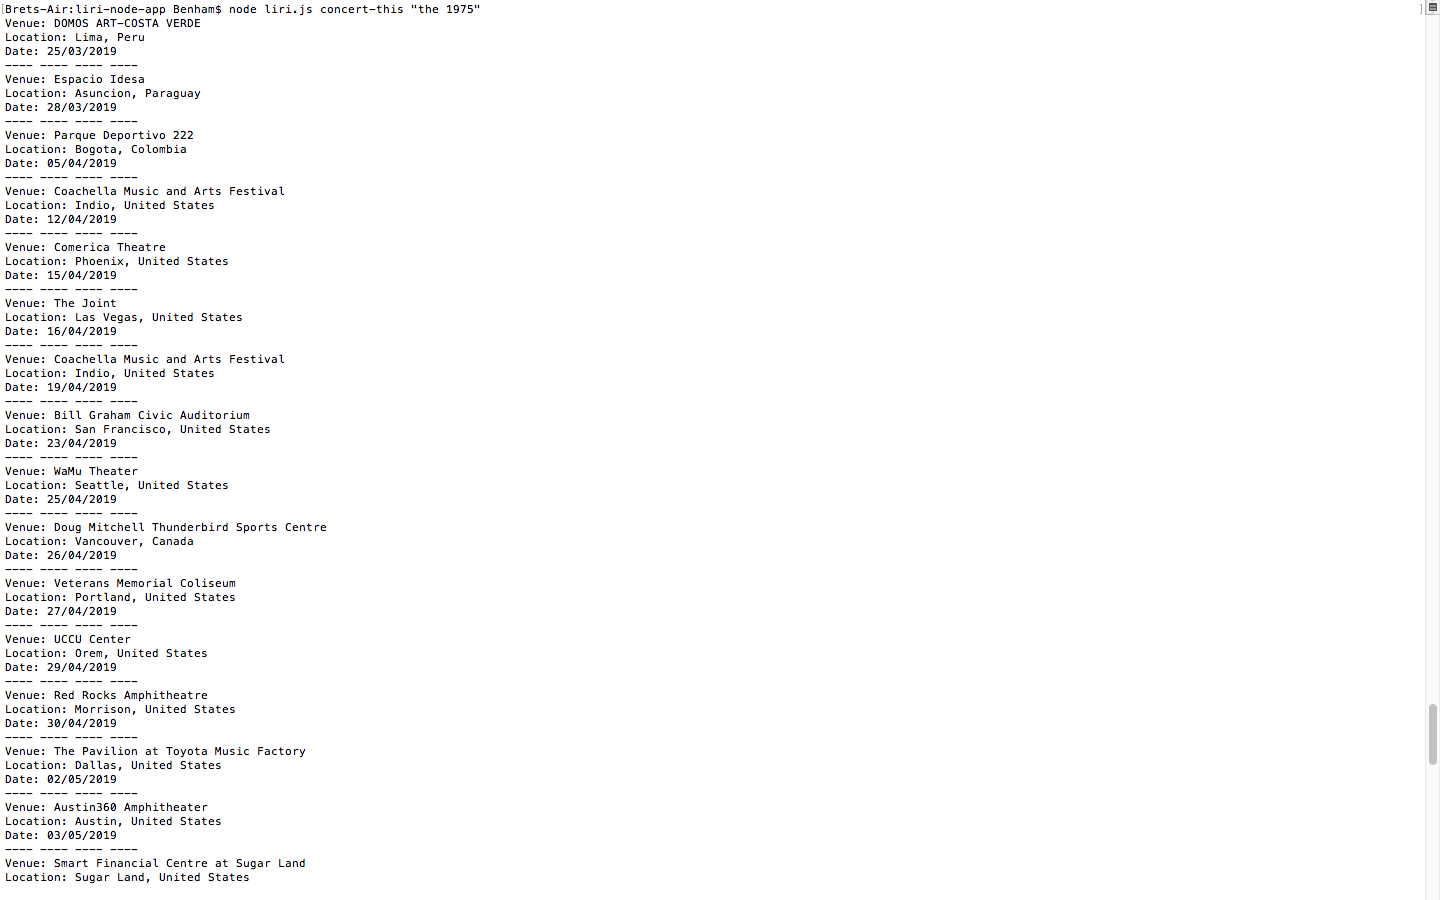 [Brets-Air:liri-node-app Benham$ node liri.js concert-this "the 1975" ]
Venue: DOMOS ART-COSTA VERDE
Location: Lima, Peru
Date: 25/03/2019
---- ---- ---- ----
Venue: Espacio Idesa
Location: Asuncion, Paraguay
Date: 28/03/2019
---- ---- ---- ----
Venue: Parque Deportivo 222
Location: Bogota, Colombia
Date: 05/04/2019
---- ---- ---- ----
Venue: Coachella Music and Arts Festival
Location: Indio, United States
Date: 12/04/2019
---- ---- ---- ----
Venue: Comerica Theatre
Location: Phoenix, United States
Date: 15/04/2019
---- ---- ---- ----
Venue: The Joint
Location: Las Vegas, United States
Date: 16/04/2019
---- ---- ---- ----
Venue: Coachella Music and Arts Festival
Location: Indio, United States
Date: 19/04/2019
---- ---- ---- ----
Venue: Bill Graham Civic Auditorium
Location: San Francisco, United States
Date: 23/04/2019
---- ---- ---- ----
Venue: WaMu Theater
Location: Seattle, United States
Date: 25/04/2019
---- ---- ---- ----
Venue: Doug Mitchell Thunderbird Sports Centre
Location: Vancouver, Canada
Date: 26/04/2019
---- ---- ---- ----
Venue: Veterans Memorial Coliseum
Location: Portland, United States
Date: 27/04/2019
---- ---- ---- ----
Venue: UCCU Center
Location: Orem, United States
Date: 29/04/2019
---- ---- ---- ----
Venue: Red Rocks Amphitheatre
Location: Morrison, United States
Date: 30/04/2019
---- ---- ---- ----
Venue: The Pavilion at Toyota Music Factory
Location: Dallas, United States
Date: 02/05/2019
---- ---- ---- ----
Venue: Austin360 Amphitheater
Location: Austin, United States
Date: 03/05/2019
---- ---- ---- ----
Venue: Smart Financial Centre at Sugar Land
Location: Sugar Land, United States